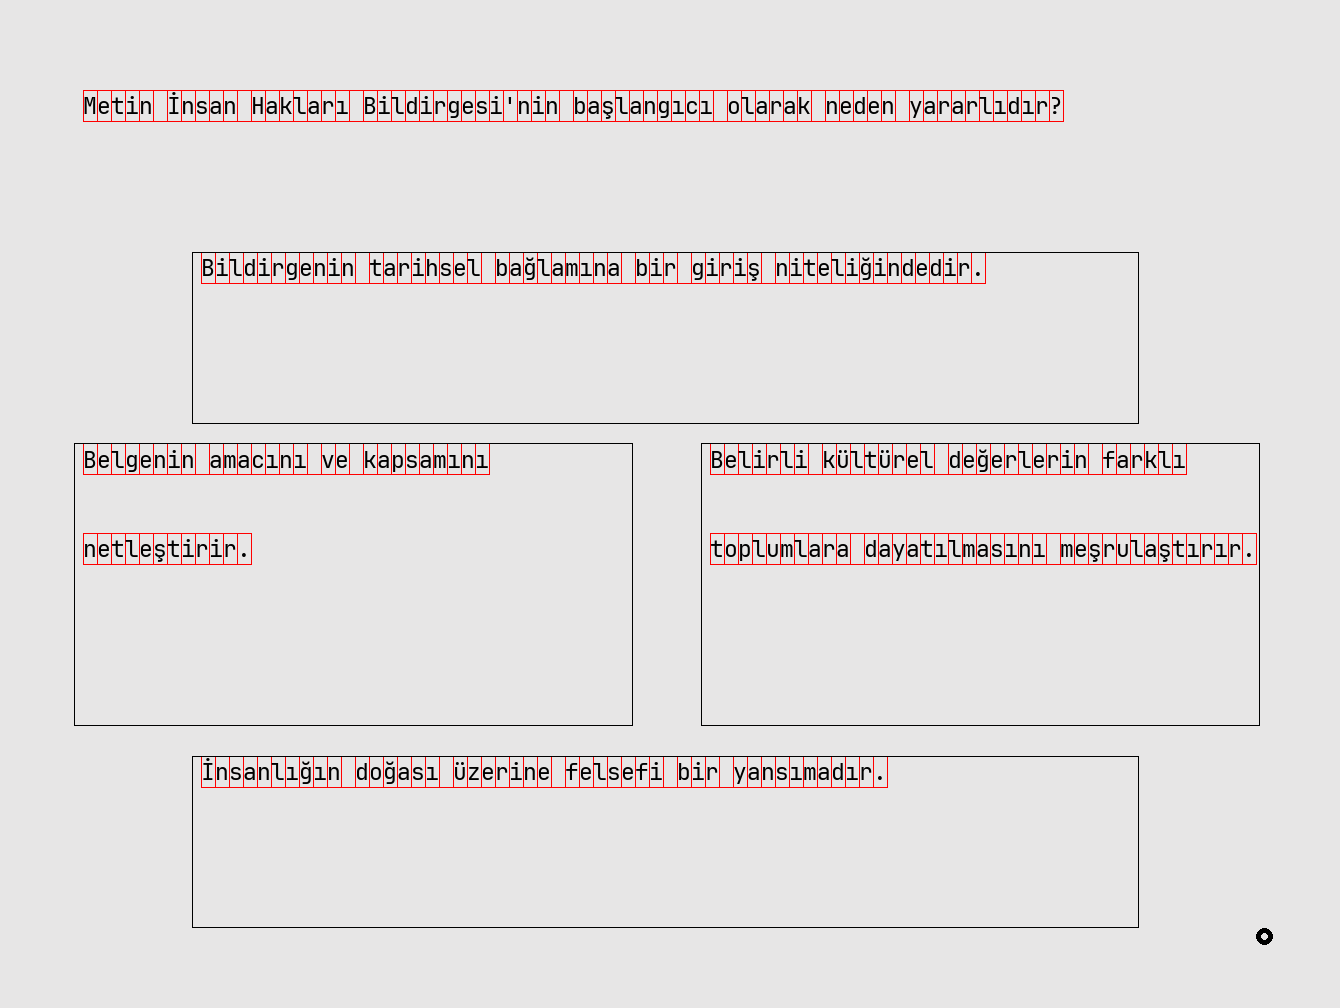 Metin İnsan Hakları Bildirgesi'nin başlangıcı olarak neden yararlıdır?
Bildirgenin tarihsel bağlamına bir giriş niteliğindedir.
Belgenin amacını ve kapsamını
netleştirir.
Belirli kültürel değerlerin farklı
toplumlara dayatılmasını meşrulaştırır.
İnsanlığın doğası üzerine felsefi bir yansımadır.